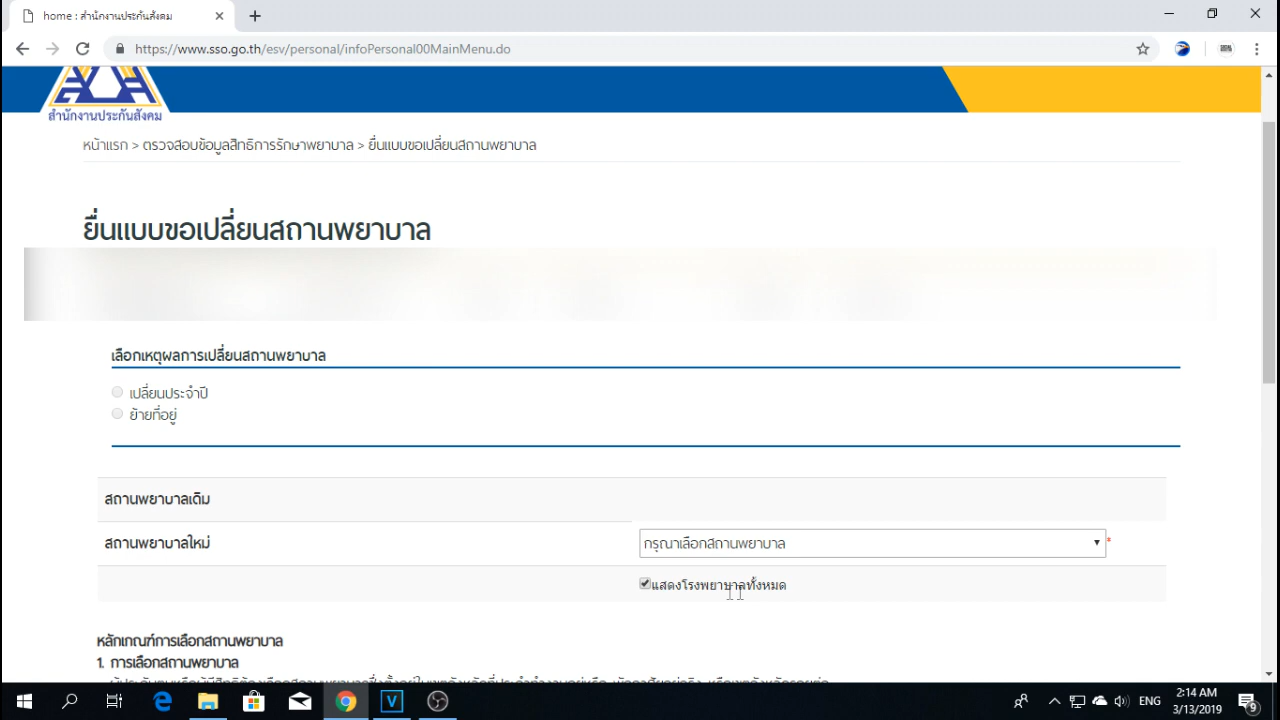 home : สำนักงานประกันสังคม
https://www.sso.go.th/esv/personal/infoPersonal00MainMenu.do
สำนักงานประกันสังคม
หน้าแรก > ตรวจสอบข้อมูลสิทธิการรักษาพยาบาล > ยื่นแบบขอเปลี่ยนสถานพยาบาล
ยื่นแบบขอเปลี่ยนสถานพยาบาล
เลือกเหตุผลการเปลี่ยนสถานพยาบาล
เปลี่ยนประจำปี
ย้ายที่อยู่
สถานพยาบาลเดิม
สถานพยาบาลใหม่
กรุณาเลือกสถานพยาบาล
*
แสดงโรงพยาบาลทั้งหมด
หลักเกณฑ์การเลือกสถานพยาบาล
1. การเลือกสถานพยาบาล
ENG
2:14 AM
3/13/2019
9